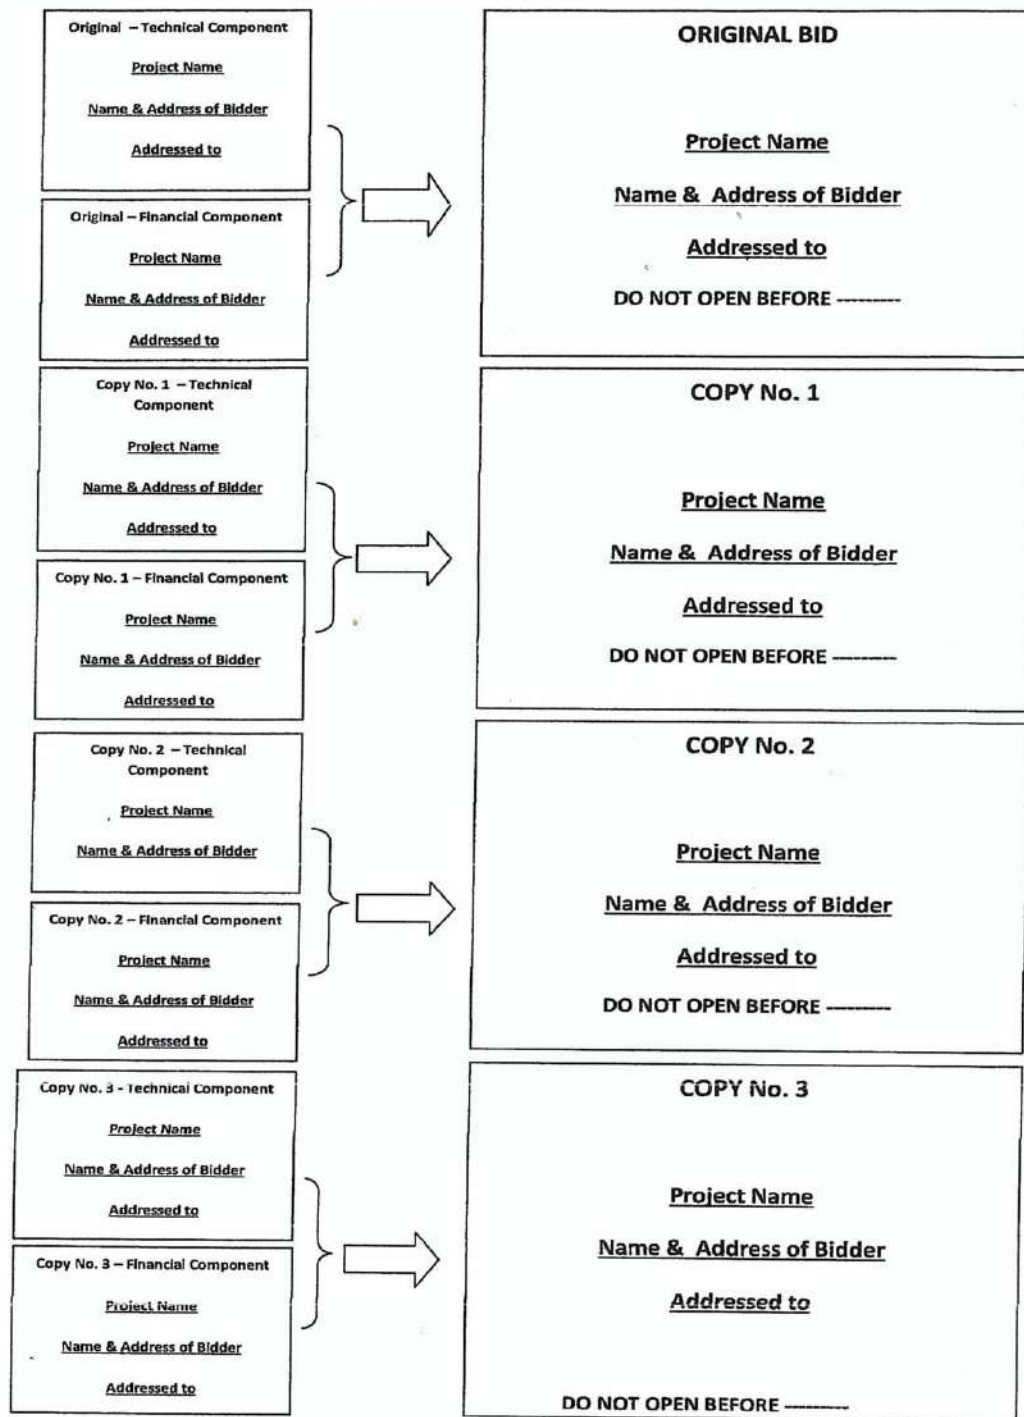 Original – Technical Component
Project Name
Name & Address of Bidder
Addressed to
Original – Financial Component
Project Name
Name & Address of Bidder
Addressed to
ORIGINAL BID
Project Name
Name & Address of Bidder
Addressed to
DO NOT OPEN BEFORE ---------
Copy No. 1 – Technical
Component
Project Name
Name & Address of Bidder
Addressed to
Copy No. 1 – Financial Component
Project Name
Name & Address of Bidder
Addressed to
COPY No. 1
Project Name
Name & Address of Bidder
Addressed to
DO NOT OPEN BEFORE ---------
Copy No. 2 – Technical
Component
Project Name
Name & Address of Bidder
Copy No. 2 – Financial Component
Project Name
Name & Address of Bidder
Addressed to
COPY No. 2
Project Name
Name & Address of Bidder
Addressed to
DO NOT OPEN BEFORE ---------
Copy No. 3 - Technical Component
Project Name
Name & Address of Bidder
Addressed to
Copy No. 3 – Financial Component
Project Name
Name & Address of Bidder
Addressed to
COPY No. 3
Project Name
Name & Address of Bidder
Addressed to
DO NOT OPEN BEFORE ---------